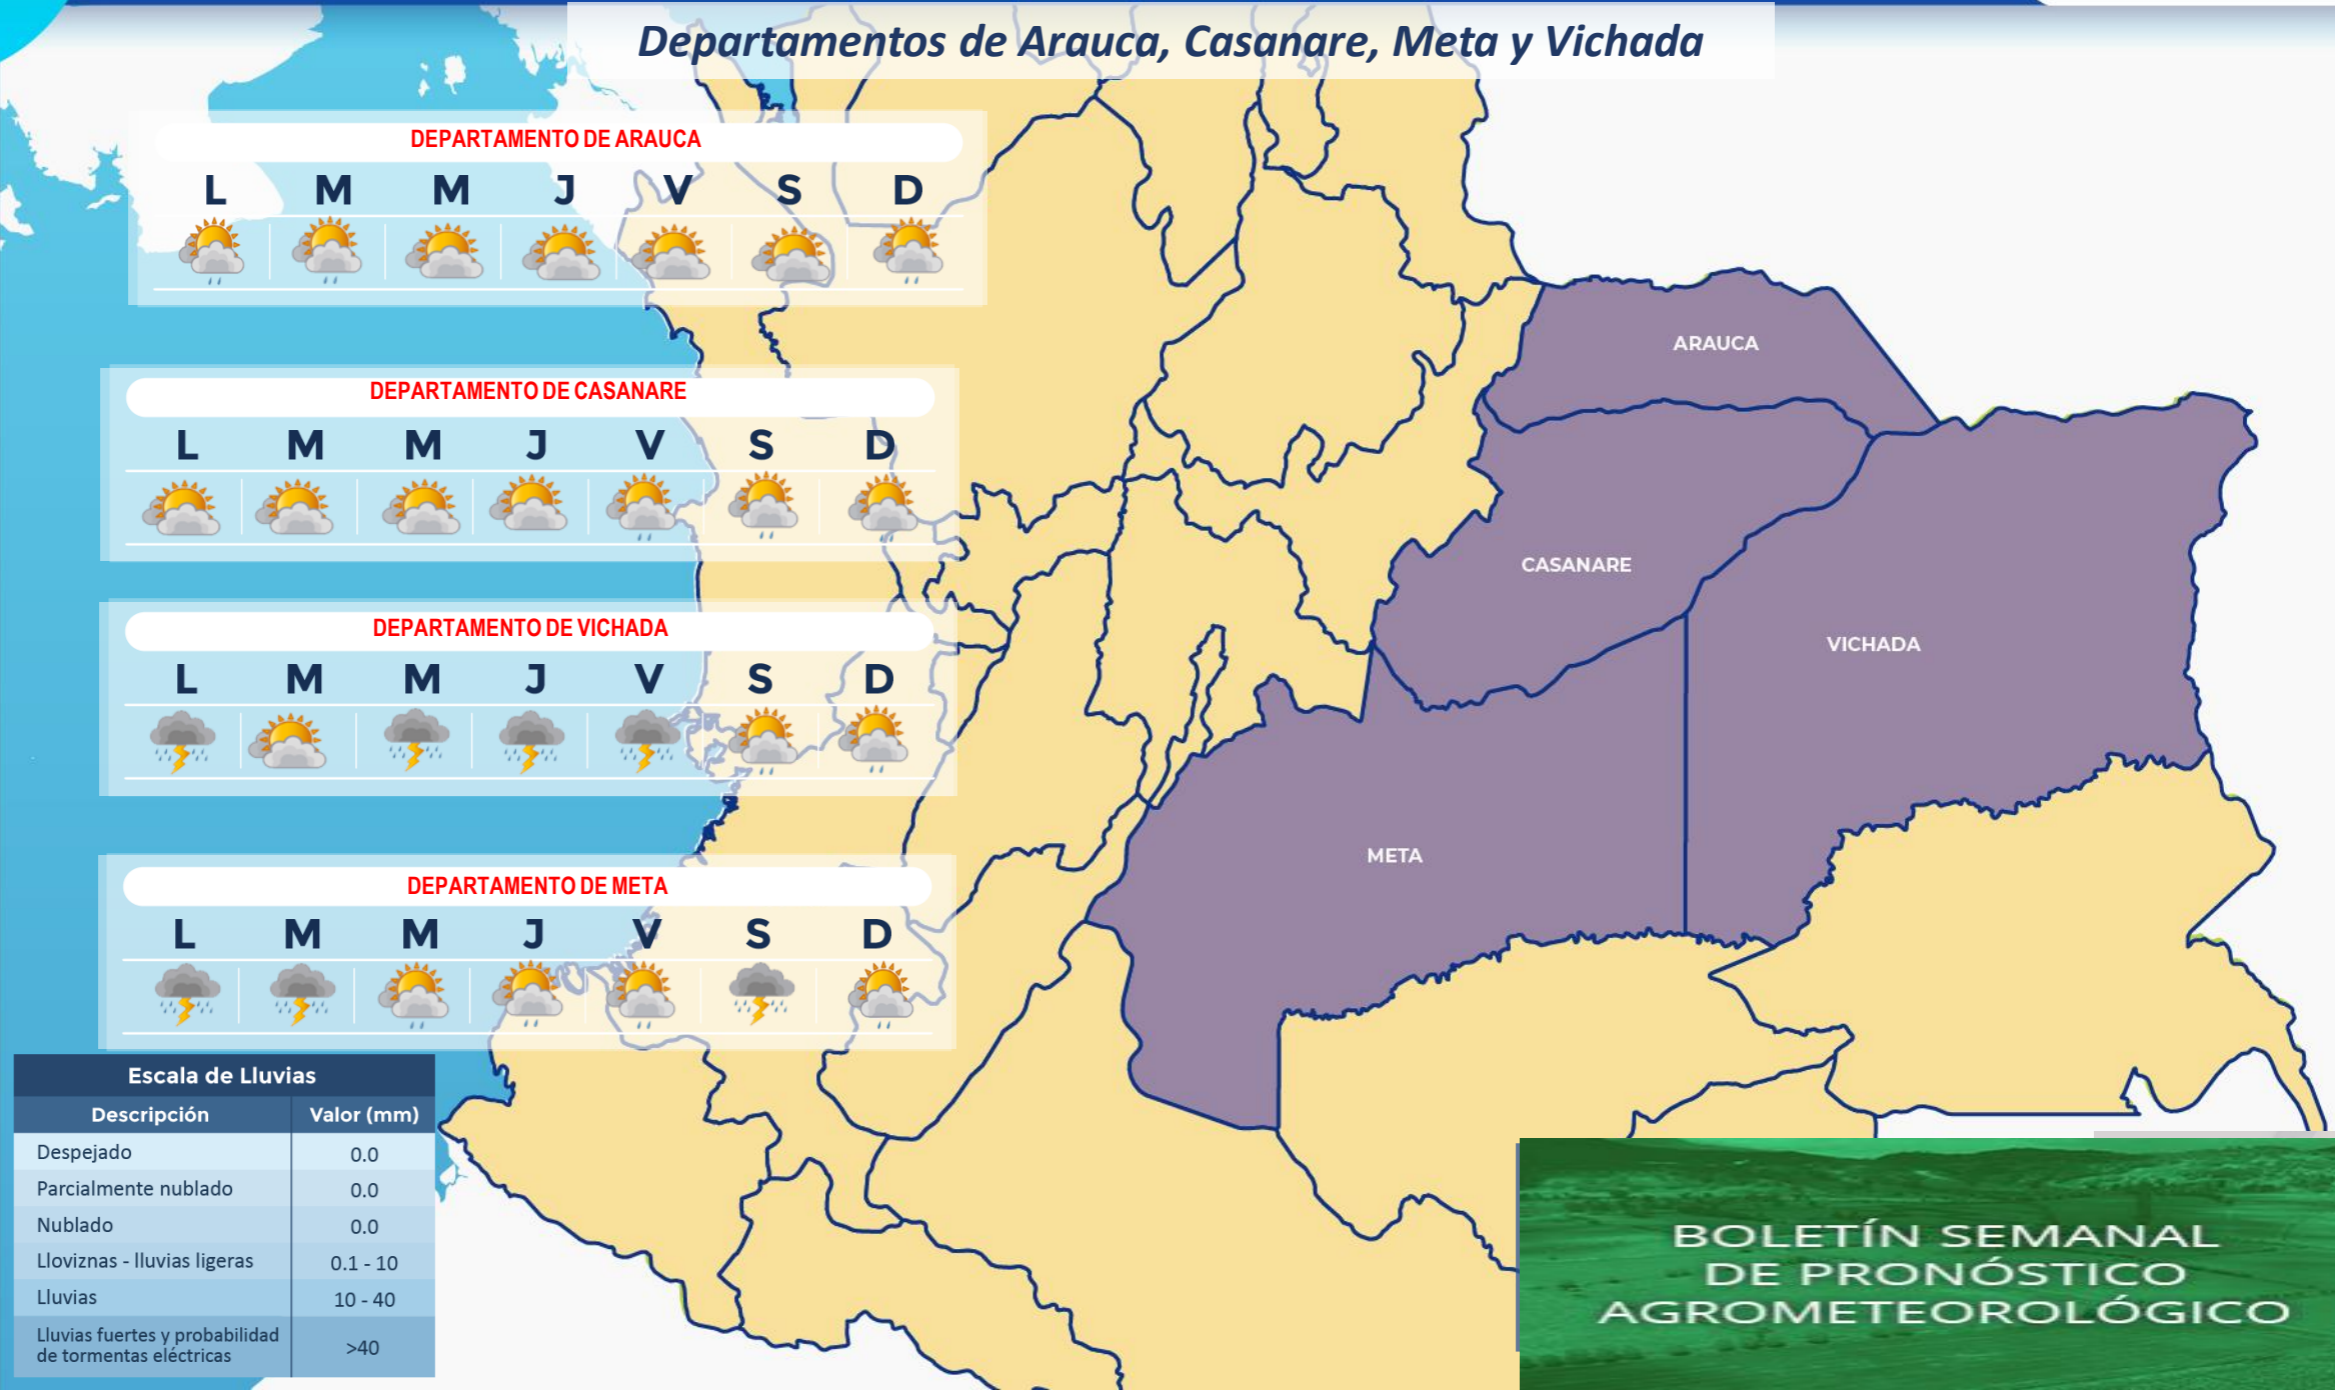 Departamentos de Arauca, Casanare, Meta y Vichada
DEPARTAMENTO DE ARAUCA
L M M J V S D
DEPARTAMENTO DE CASANARE
L M M J V S D
DEPARTAMENTO DE VICHADA
L M M J V S D
DEPARTAMENTO DE META
L M M J V S D
ARAUCA
CASANARE
VICHADA
META
Escala de Lluvias
Descripción Valor (mm)
Despejado 0.0
Parcialmente nublado 0.0
Nublado 0.0
Lloviznas - lluvias ligeras 0.1 - 10
Lluvias 10 - 40
Lluvias fuertes y probabilidad
de tormentas eléctricas >40
BOLETÍN SEMANAL
DE PRONÓSTICO
AGROMETEOROLÓGICO